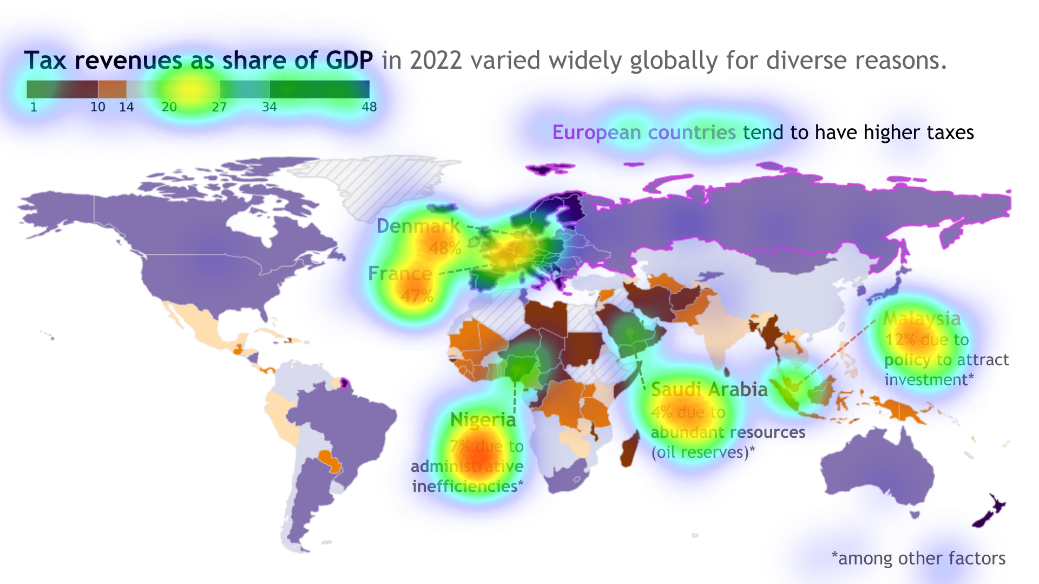 Tax revenues as share of GDP in 2022 varied widely globally for diverse reasons.
1 10 14 20 27 34 48
European countries tend to have higher taxes
Denmark
48%
France
47%
Malaysia
12% due to
policy to attract
investment*
Saudi Arabia
4% due to
abundant resources
(oil reserves)*
Nigeria
7% due to
administrative
inefficiencies*
*among other factors